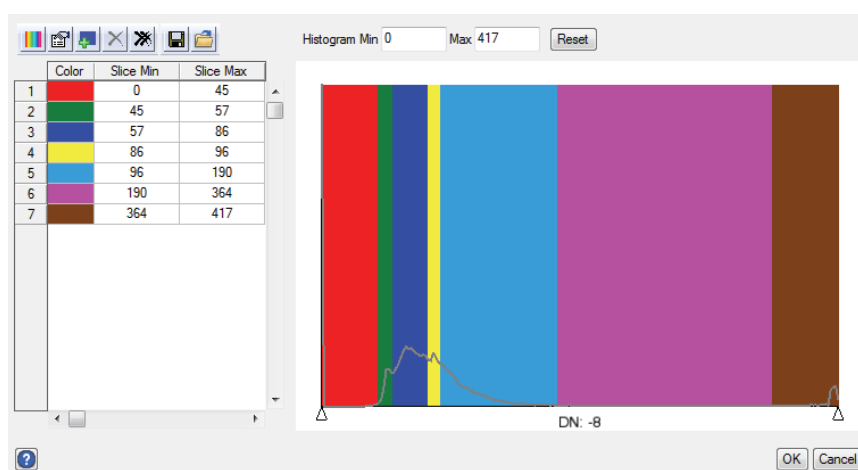 Histogram Min 0 Max 417 Reset
Color Slice Min Slice Max
1 0 45
2 45 57
3 57 86
4 86 96
5 96 190
6 190 364
7 364 417
DN: -8
? OK Cancel